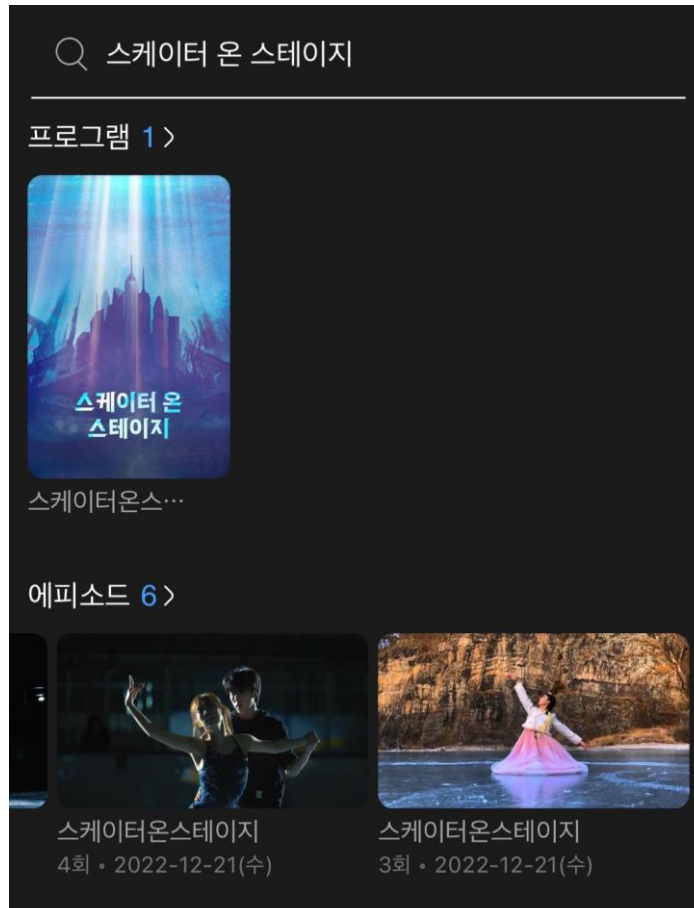 스케이터 온 스테이지
프로그램 1 >
스케이터 온
스테이지
스케이터온스…
에피소드 6 >
스케이터온스테이지
4회 • 2022-12-21(수)
스케이터온스테이지
3회 • 2022-12-21(수)